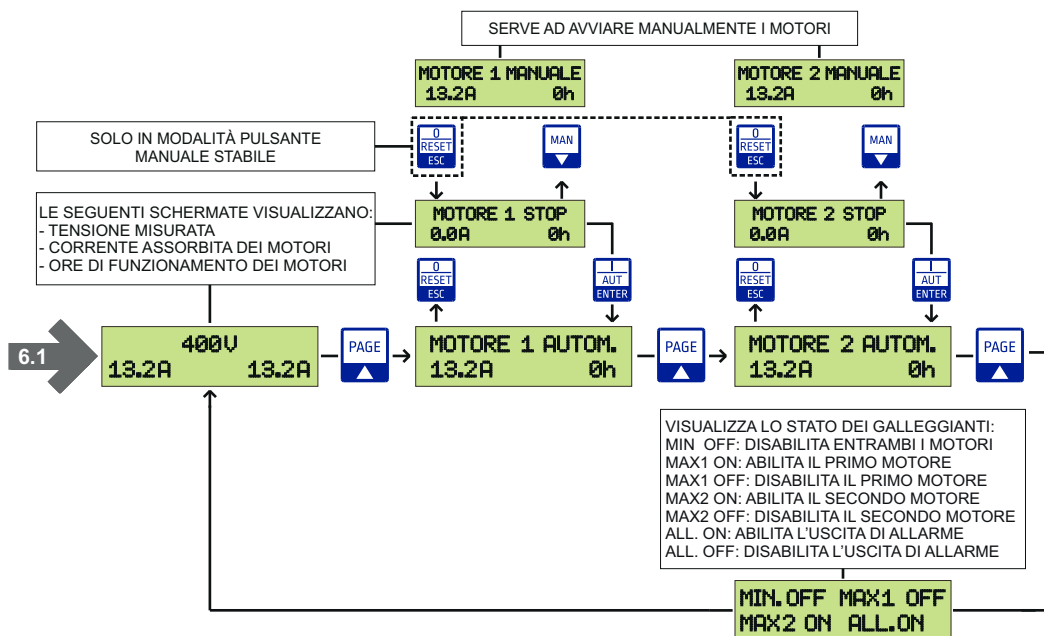 SERVE AD AVVIARE MANUALMENTE I MOTORI
MOTORE 1 MANUALE
13.2A 0h
MOTORE 2 MANUALE
13.2A 0h
SOLO IN MODALITÀ PULSANTE
MANUALE STABILE
0
RESET
ESC
MAN
0
RESET
ESC
MAN
LE SEGUENTI SCHERMATE VISUALIZZANO:
- TENSIONE MISURATA
- CORRENTE ASSORBITA DEI MOTORI
- ORE DI FUNZIONAMENTO DEI MOTORI
MOTORE 1 STOP
0.0A 0h
MOTORE 2 STOP
0.0A 0h
0
RESET
ESC
I
AUT
ENTER
0
RESET
ESC
I
AUT
ENTER
6.1
400V
13.2A 13.2A
PAGE
MOTORE 1 AUTOM.
13.2A 0h
PAGE
MOTORE 2 AUTOM.
13.2A 0h
PAGE
VISUALIZZA LO STATO DEI GALLEGGIANTI:
MIN OFF: DISABILITA ENTRAMBI I MOTORI
MAX1 ON: ABILITA IL PRIMO MOTORE
MAX1 OFF: DISABILITA IL PRIMO MOTORE
MAX2 ON: ABILITA IL SECONDO MOTORE
MAX2 OFF: DISABILITA IL SECONDO MOTORE
ALL. ON: ABILITA L'USCITA DI ALLARME
ALL. OFF: DISABILITA L'USCITA DI ALLARME
MIN.OFF MAX1 OFF
MAX2 ON ALL.ON